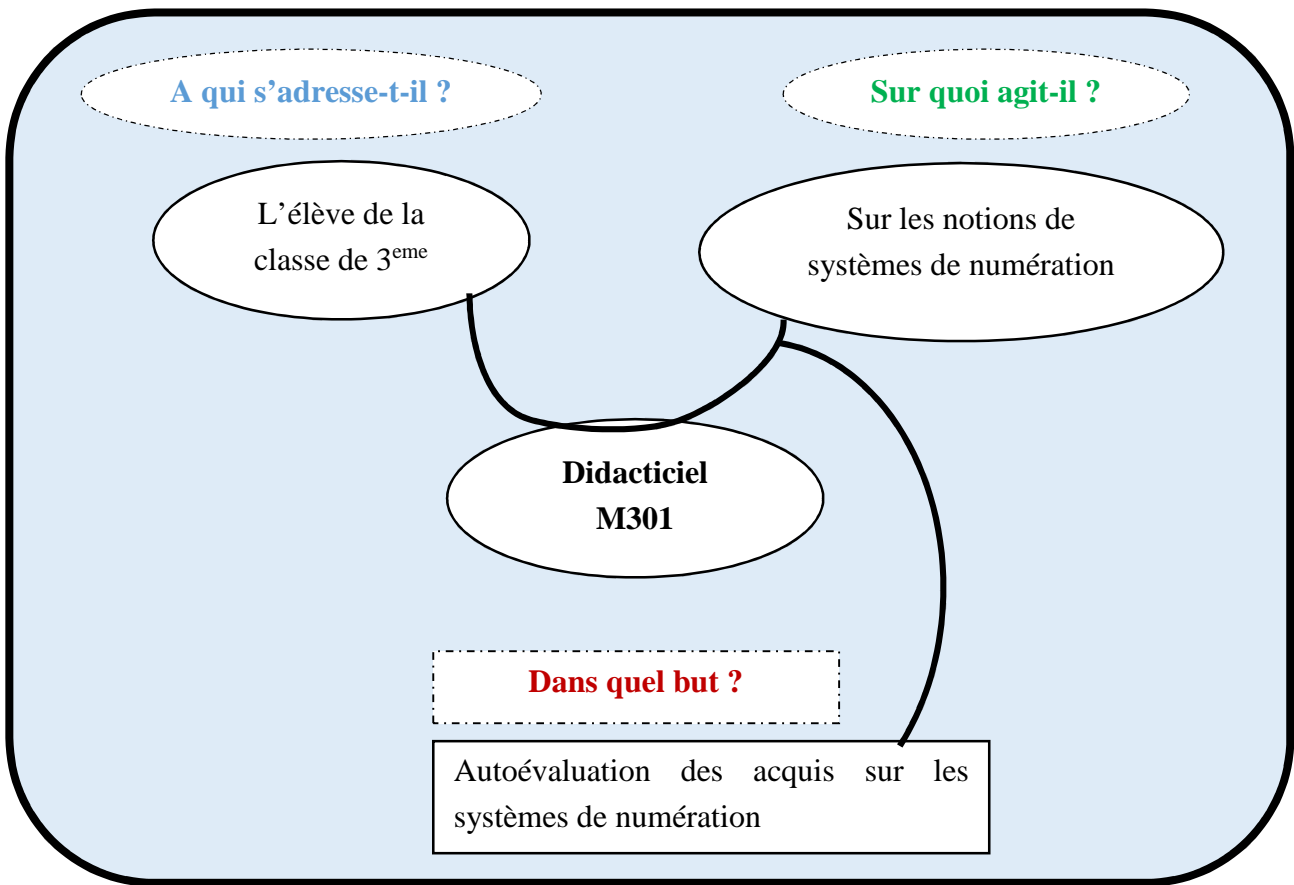 A qui s'adresse-t-il ?
Sur quoi agit-il ?
L'élève de la
classe de 3eme
Sur les notions de
systèmes de numération
Didacticiel
M301
Dans quel but ?
Autoévaluation des acquis sur les
systèmes de numération